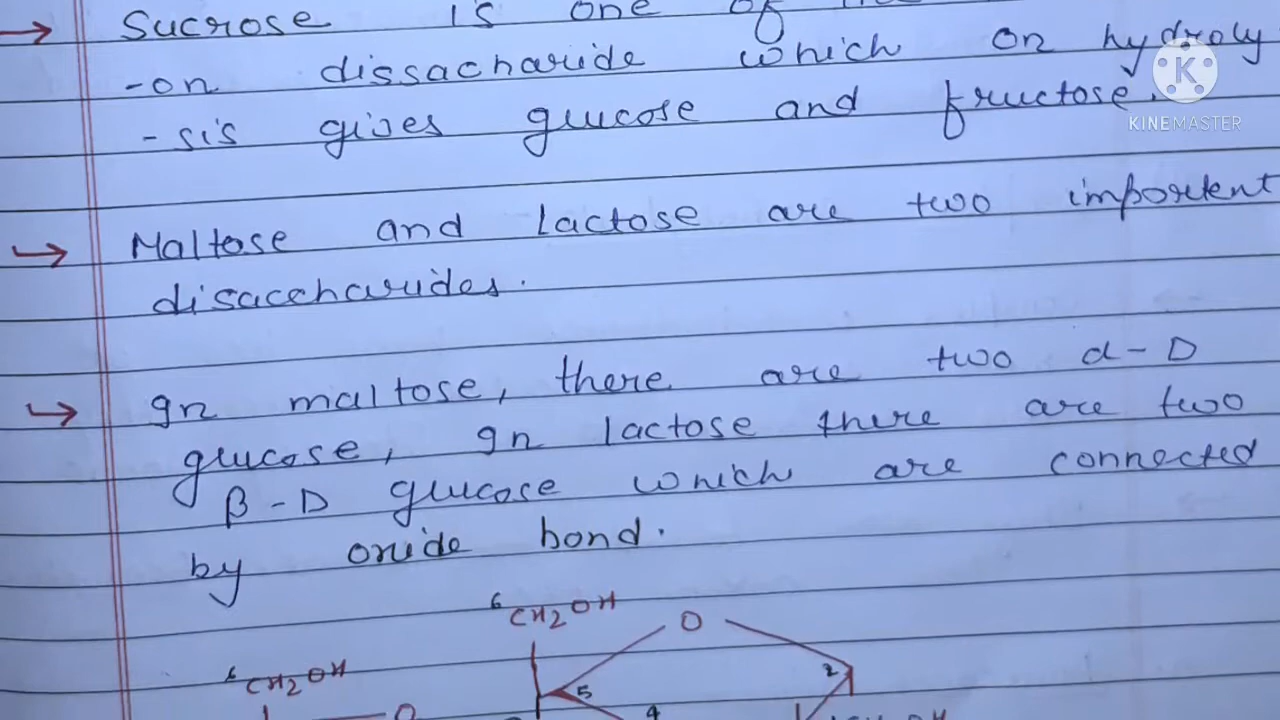 → Sucrose is one of
-on dissacharide which on hydroly
-sis gives glucose and fructose.
K
KINEMASTER
→ Maltose and lactose are two importent
disaccharides.
→ In maltose, there are two α-D
glucose, In lactose there are two
β-D glucose which are connected
by oxide bond.
6 CH2OH
O
6 CH2OH
2
5
O
4